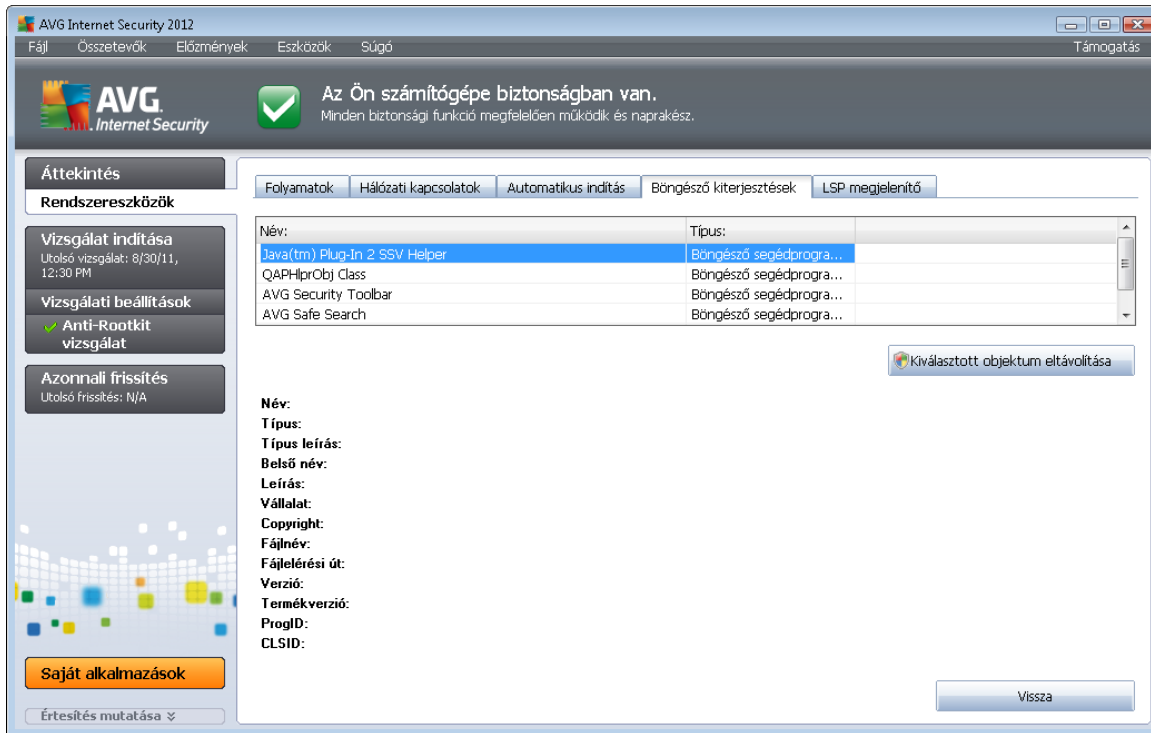 AVG Internet Security 2012
Fájl Összetevők Előzmények Eszközök Súgó Támogatás
AVG.
Internet Security
Az Ön számítógépe biztonságban van.
Minden biztonsági funkció megfelelően működik és naprakész.
Áttekintés
Rendszereszközök
Vizsgálat indítása
Utolsó vizsgálat: 8/30/11,
12:30 PM
Vizsgálati beállítások
Anti-Rootkit
vizsgálat
Azonnali frissítés
Utolsó frissítés: N/A
Saját alkalmazások
Értesítés mutatása
Folyamatok Hálózati kapcsolatok Automatikus indítás Böngésző kiterjesztések LSP megjelenítő
Név: Típus:
Java(tm) Plug-In 2 SSV Helper Böngésző segédprogra...
QAPHlprObj Class Böngésző segédprogra...
AVG Security Toolbar Böngésző segédprogra...
AVG Safe Search Böngésző segédprogra...
Kiválasztott objektum eltávolítása
Név:
Típus:
Típus leírás:
Belső név:
Leírás:
Vállalat:
Copyright:
Fájlnév:
Fájlelérési út:
Verzió:
Termékverzió:
ProgID:
CLSID:
Vissza